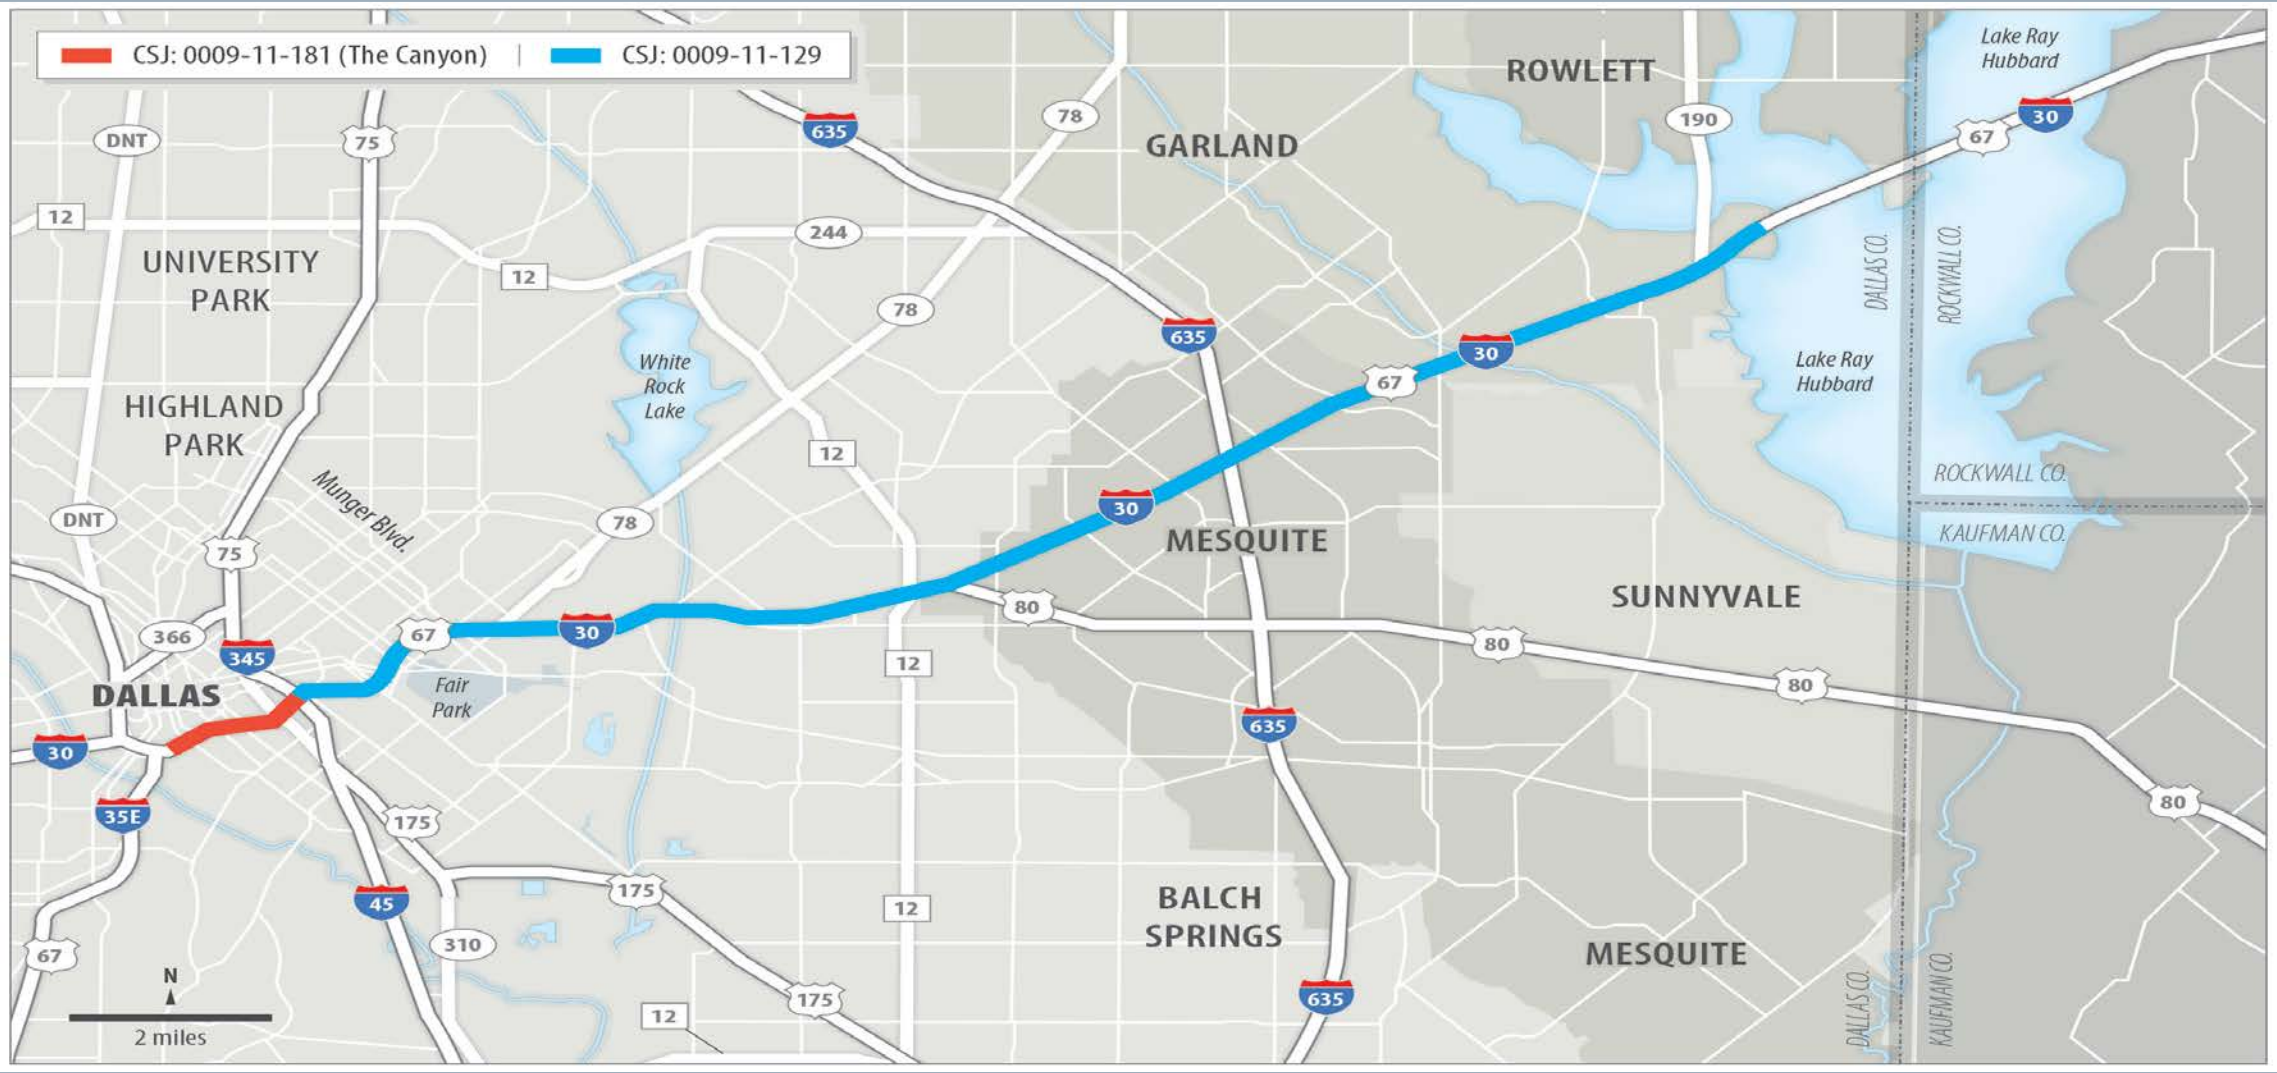 CSJ: 0009-11-181 (The Canyon) | CSJ: 0009-11-129
Lake Ray
Hubbard
ROWLETT
30
78
190
635
67
DNT
75
GARLAND
12
244
UNIVERSITY
PARK
12
DALLAS CO.
ROCKWALL CO.
78
635
30
White
Rock
Lake
Lake Ray
Hubbard
67
HIGHLAND
PARK
12
ROCKWALL CO.
Munger Blvd.
30
DNT
78
KAUFMAN CO.
MESQUITE
75
SUNNYVALE
80
67
30
366
80
345
12
80
DALLAS
Fair
Park
635
30
80
35E
175
175
45
12
BALCH
SPRINGS
310
MESQUITE
67
N
175
635
12
DALLAS CO.
KAUFMAN CO.
2 miles